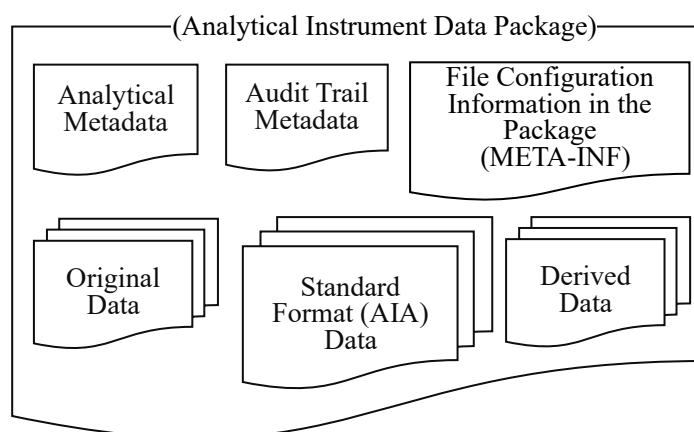 (Analytical Instrument Data Package)
Analytical
Metadata
Audit Trail
Metadata
File Configuration
Information in the
Package
(META-INF)
Original
Data
Standard
Format (AIA)
Data
Derived
Data